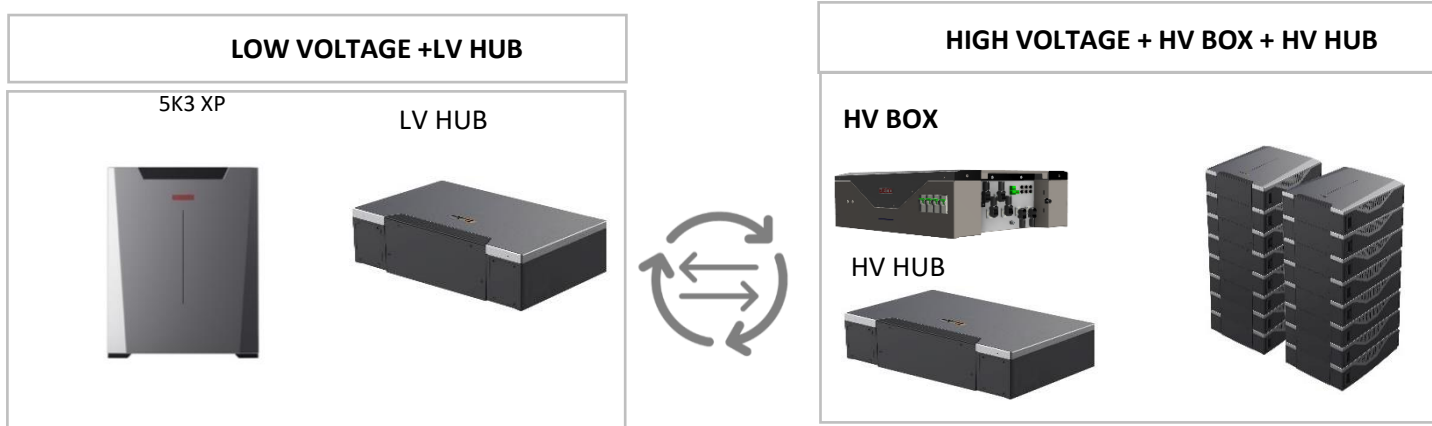 LOW VOLTAGE +LV HUB
5K3 XP
LV HUB
HIGH VOLTAGE + HV BOX + HV HUB
HV BOX
HV HUB